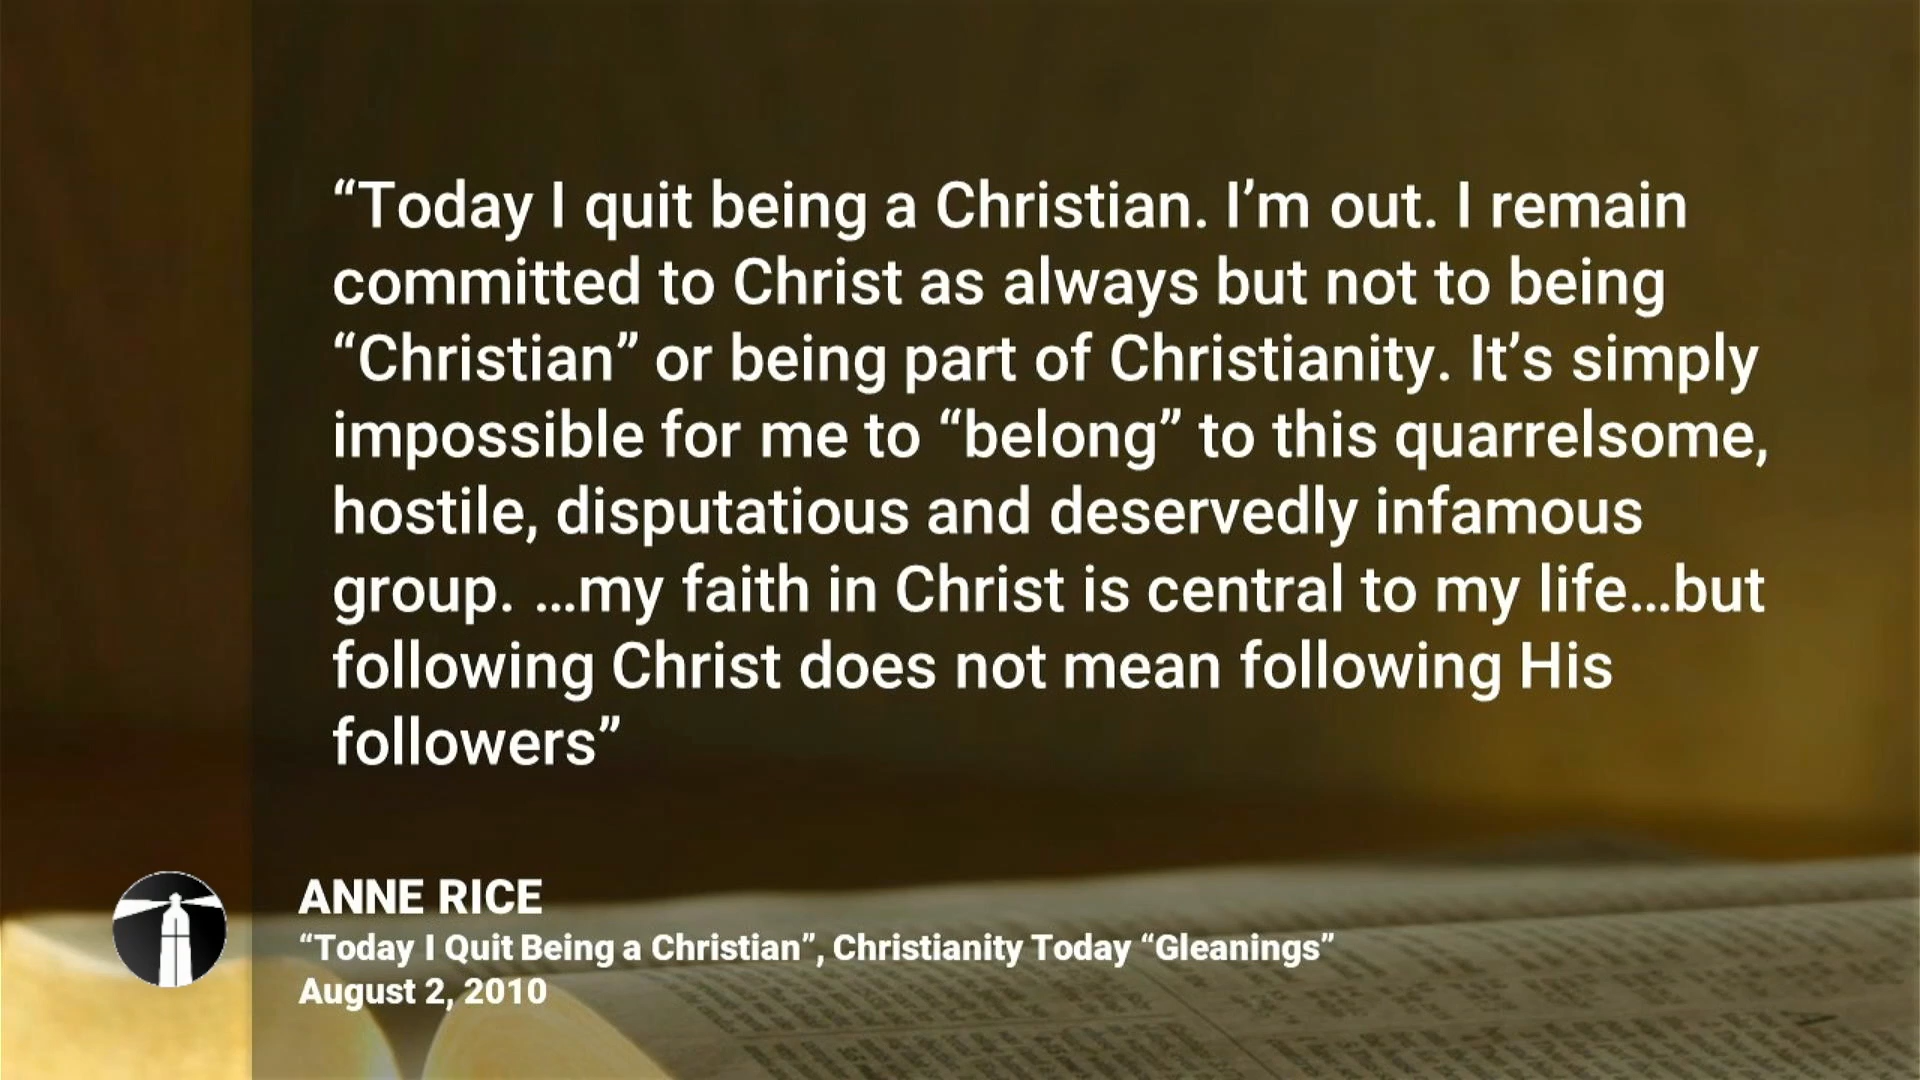 “Today I quit being a Christian. I’m out. I remain
committed to Christ as always but not to being
“Christian” or being part of Christianity. It’s simply
impossible for me to “belong” to this quarrelsome,
hostile, disputatious and deservedly infamous
group. …my faith in Christ is central to my life…but
following Christ does not mean following His
followers”
ANNE RICE
“Today I Quit Being a Christian”, Christianity Today “Gleanings”
August 2, 2010